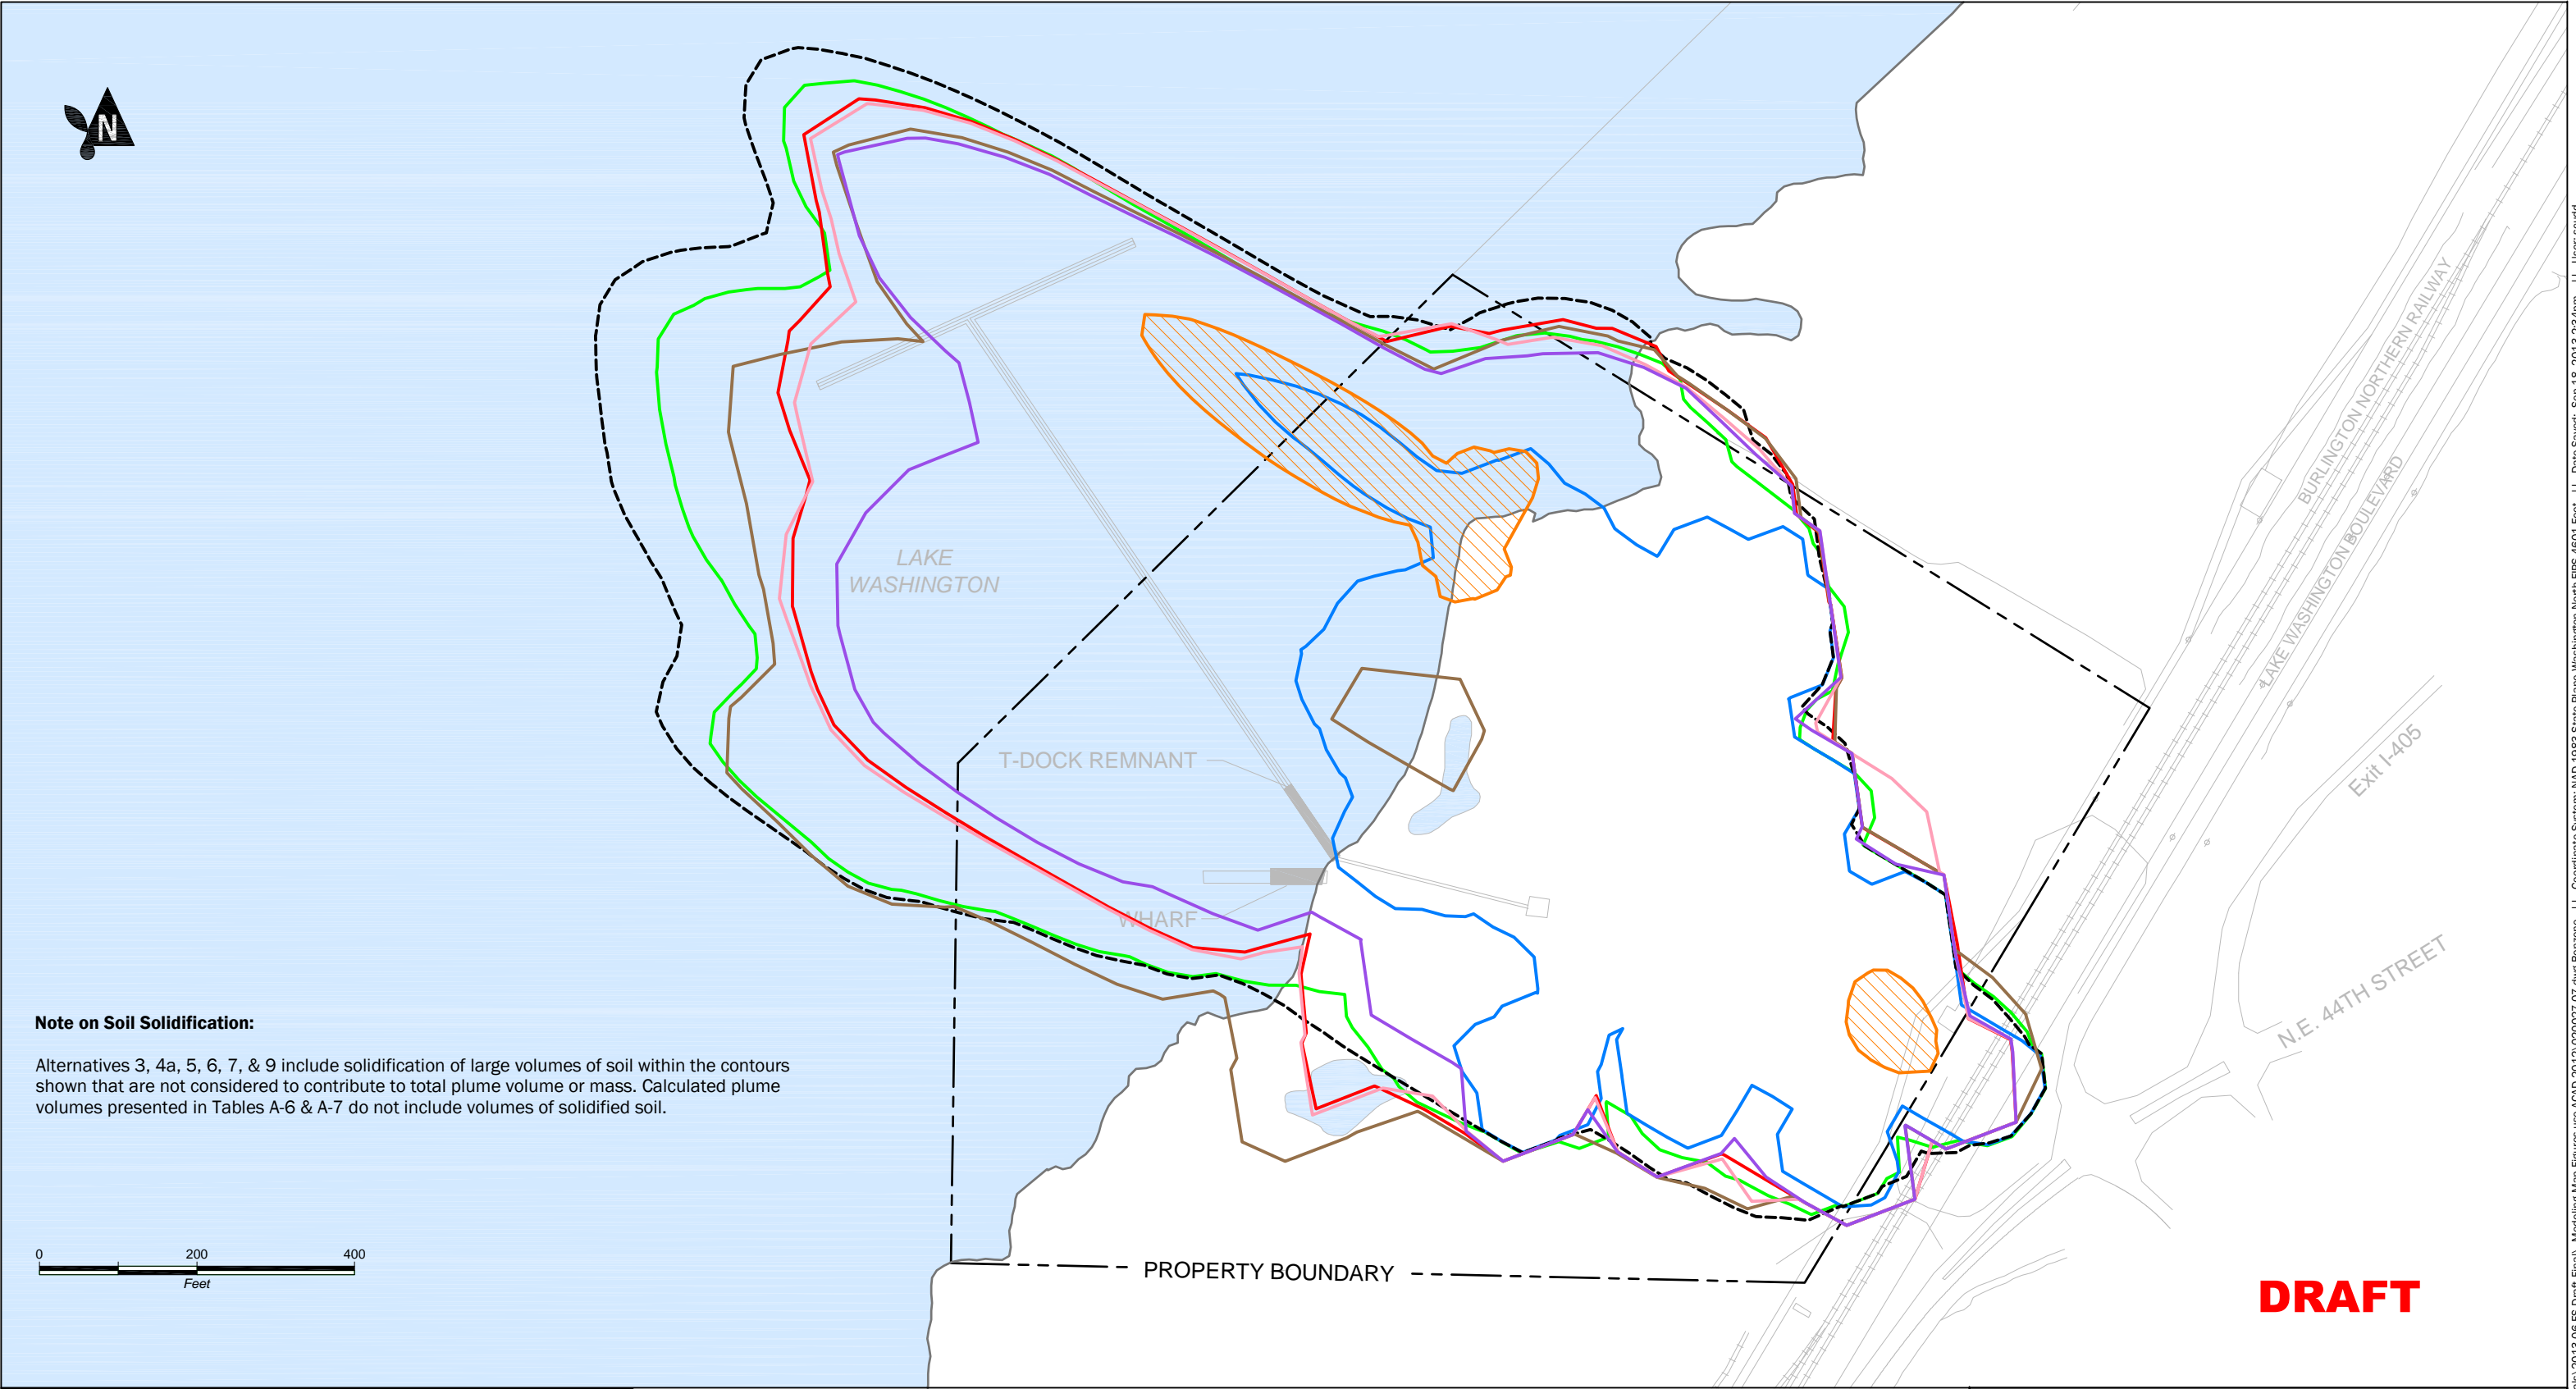 N
BURLINGTON NORTHERN RAILWAY
LAKE WASHINGTON BOULEVARD
LAKE
WASHINGTON
T-DOCK REMNANT
WHARF
Exit I-405
N.E. 44TH STREET
Note on Soil Solidification:
Alternatives 3, 4a, 5, 6, 7, & 9 include solidification of large volumes of soil within the contours
shown that are not considered to contribute to total plume volume or mass. Calculated plume
volumes presented in Tables A-6 & A-7 do not include volumes of solidified soil.
0 200 400
Feet
PROPERTY BOUNDARY
DRAFT